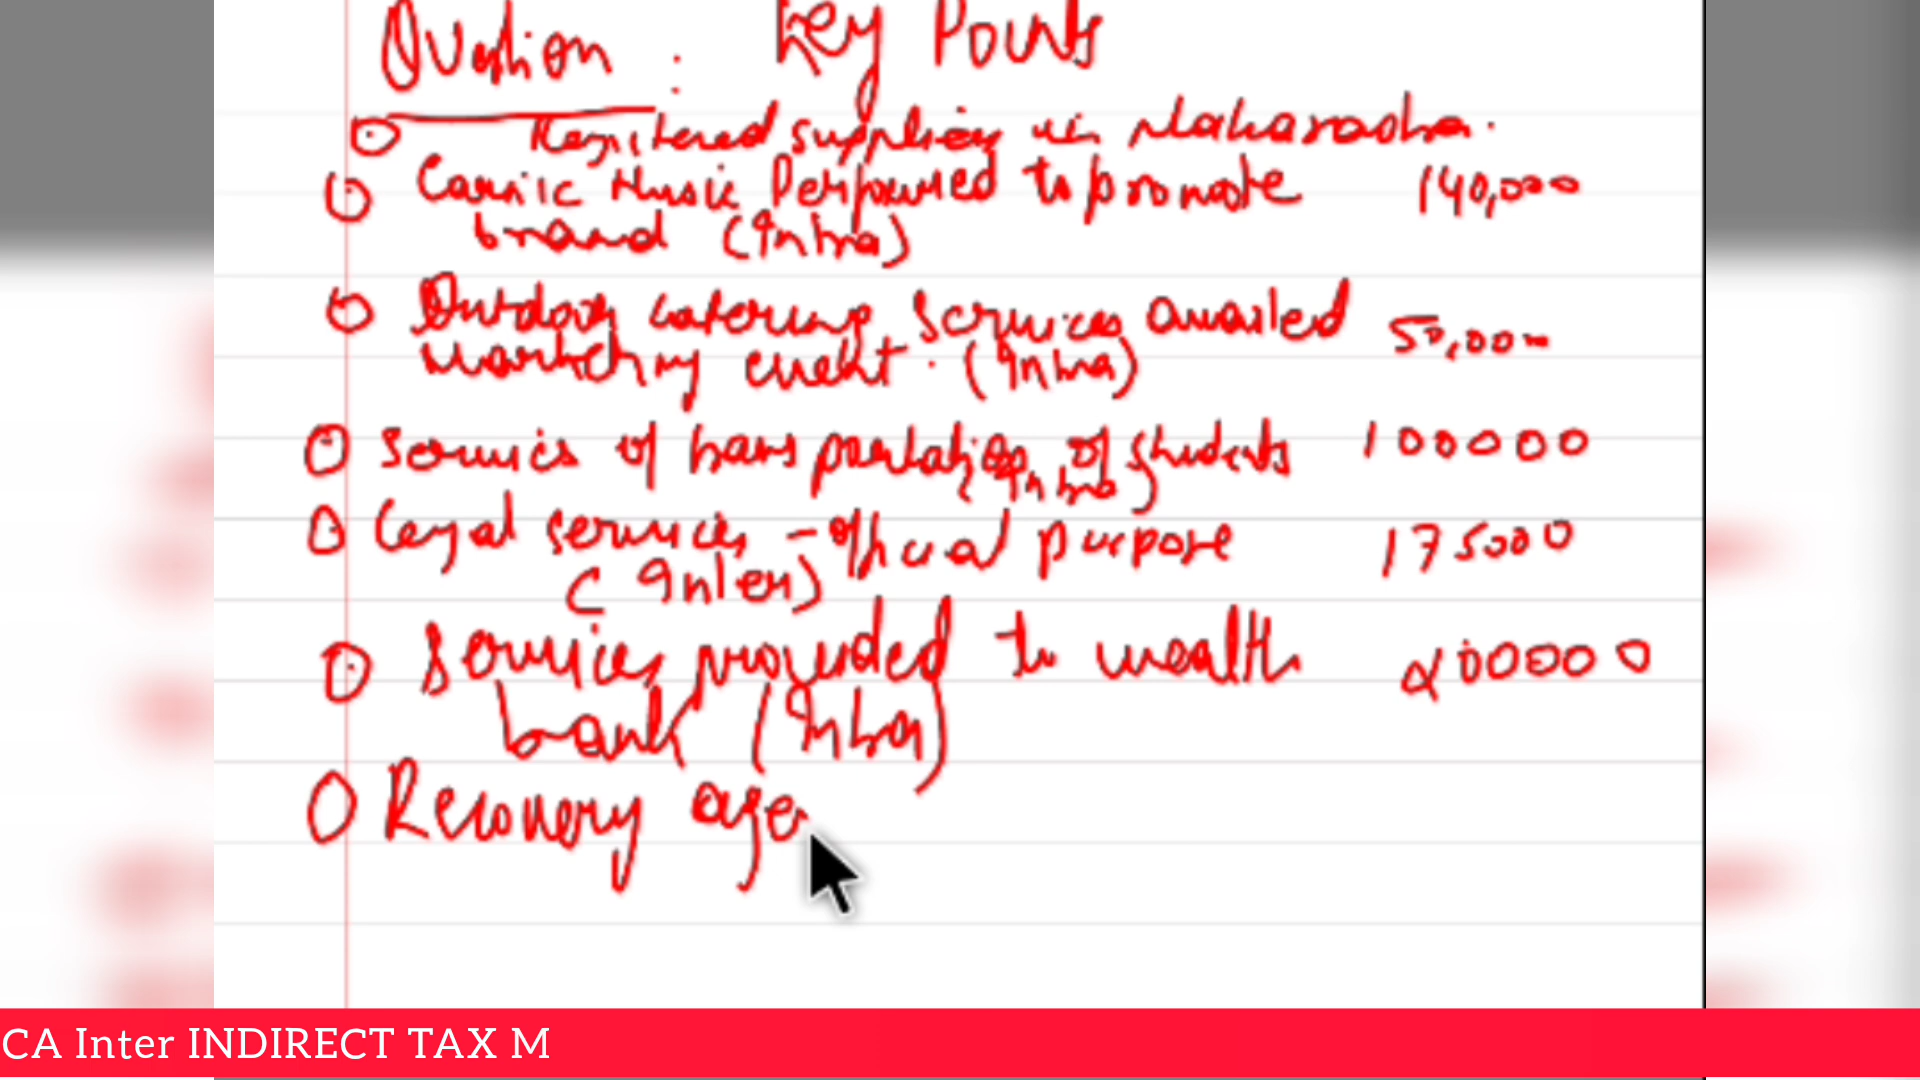 Question : Key Points
Registered supplier in Maharashtra.
Carnic Music Performed to promote 140,000
brand (Intra)
Outdoor catering services availed 50,000
marketing event. (Intra)
Services of transportation of students 100000
(Intra)
Legal services - official purpose 175000
(Inter)
Services provided to wealth 200000
bank (Intra)
Recovery agen
CA Inter INDIRECT TAX M